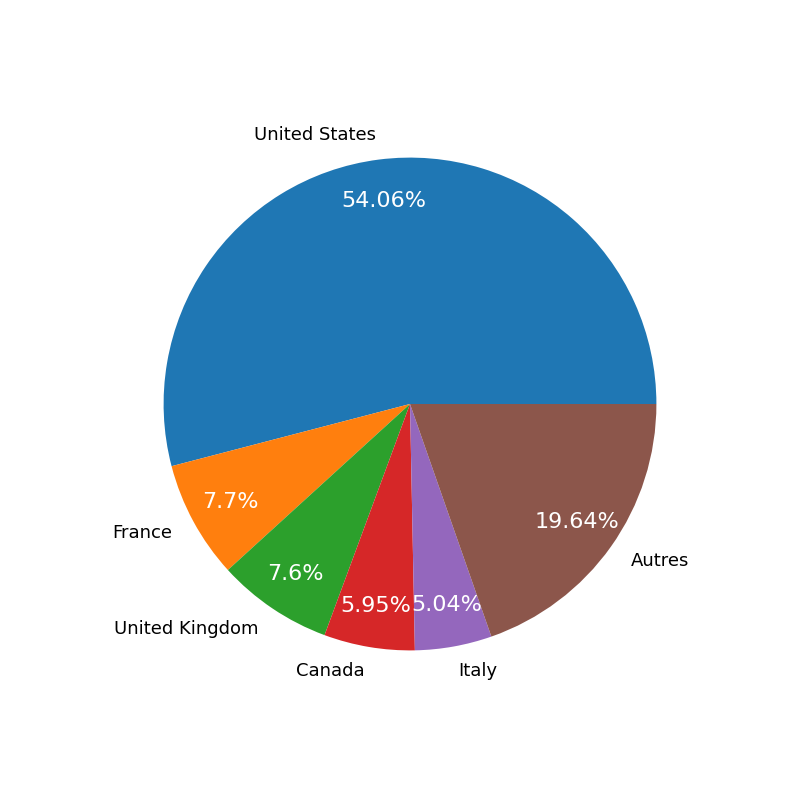 United States
54.06%
7.7%
France
19.64%
Autres
7.6%
United Kingdom
5.95%
5.04%
Canada
Italy